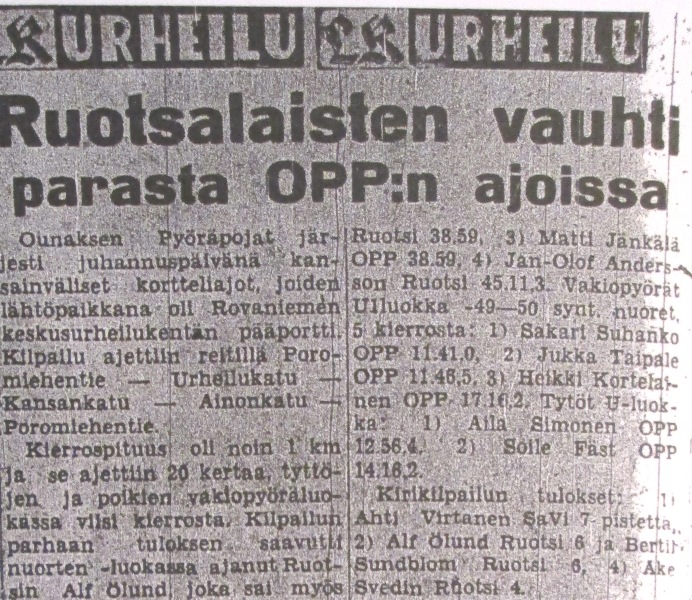 URHEILU URHEILU
Ruotsalaisten vauhti
parasta OPP:n ajoissa
Ounaksen Pyöräpojat jär-
jesti juhannuspäivänä kan-
sainväliset kortteliajot, joiden
lähtöpaikkana oli Rovaniemen
keskusurheilukentän pääportti.
Kilpailu ajettiin reitillä Poro-
miehentie — Urheilukatu —
Kansankatu — Ainonkatu —
Poromiehentie.
Kierrospituus oli noin 1 km
ja se ajettiin 20 kertaa, tyttö-
jen ja poikien vakiopyöräluo-
kassa viisi kierrosta. Kilpailun
parhaan tuloksen saavutti
nuorten -luokassa ajanut Ruot-
sin Alf Ölund, joka sai myös
Ruotsi 38.59, 3) Matti Jänkälä
OPP 38.59, 4) Jan-Olof Anders-
son Ruotsi 45.11,3. Vakiopyörät
Ulluokka -49—50 synt. nuoret,
5 kierrosta: 1) Sakari Suhanko
OPP 11.41,0, 2) Jukka Taipale
OPP 11.46,5, 3) Heikki Kortelai-
nen OPP 17.16,2. Tytöt U-luok-
ka: 1) Aila Simonen OPP
12.56,4, 2) Soile Fäst OPP
14.16,2.
Kirikilpailun tulokset: 1)
Ahti Virtanen SaVi 7 pistettä,
2) Alf Ölund Ruotsi 6 ja Bertil
Sundblom Ruotsi 6, 4) Ake
Svedin Ruotsi 4.